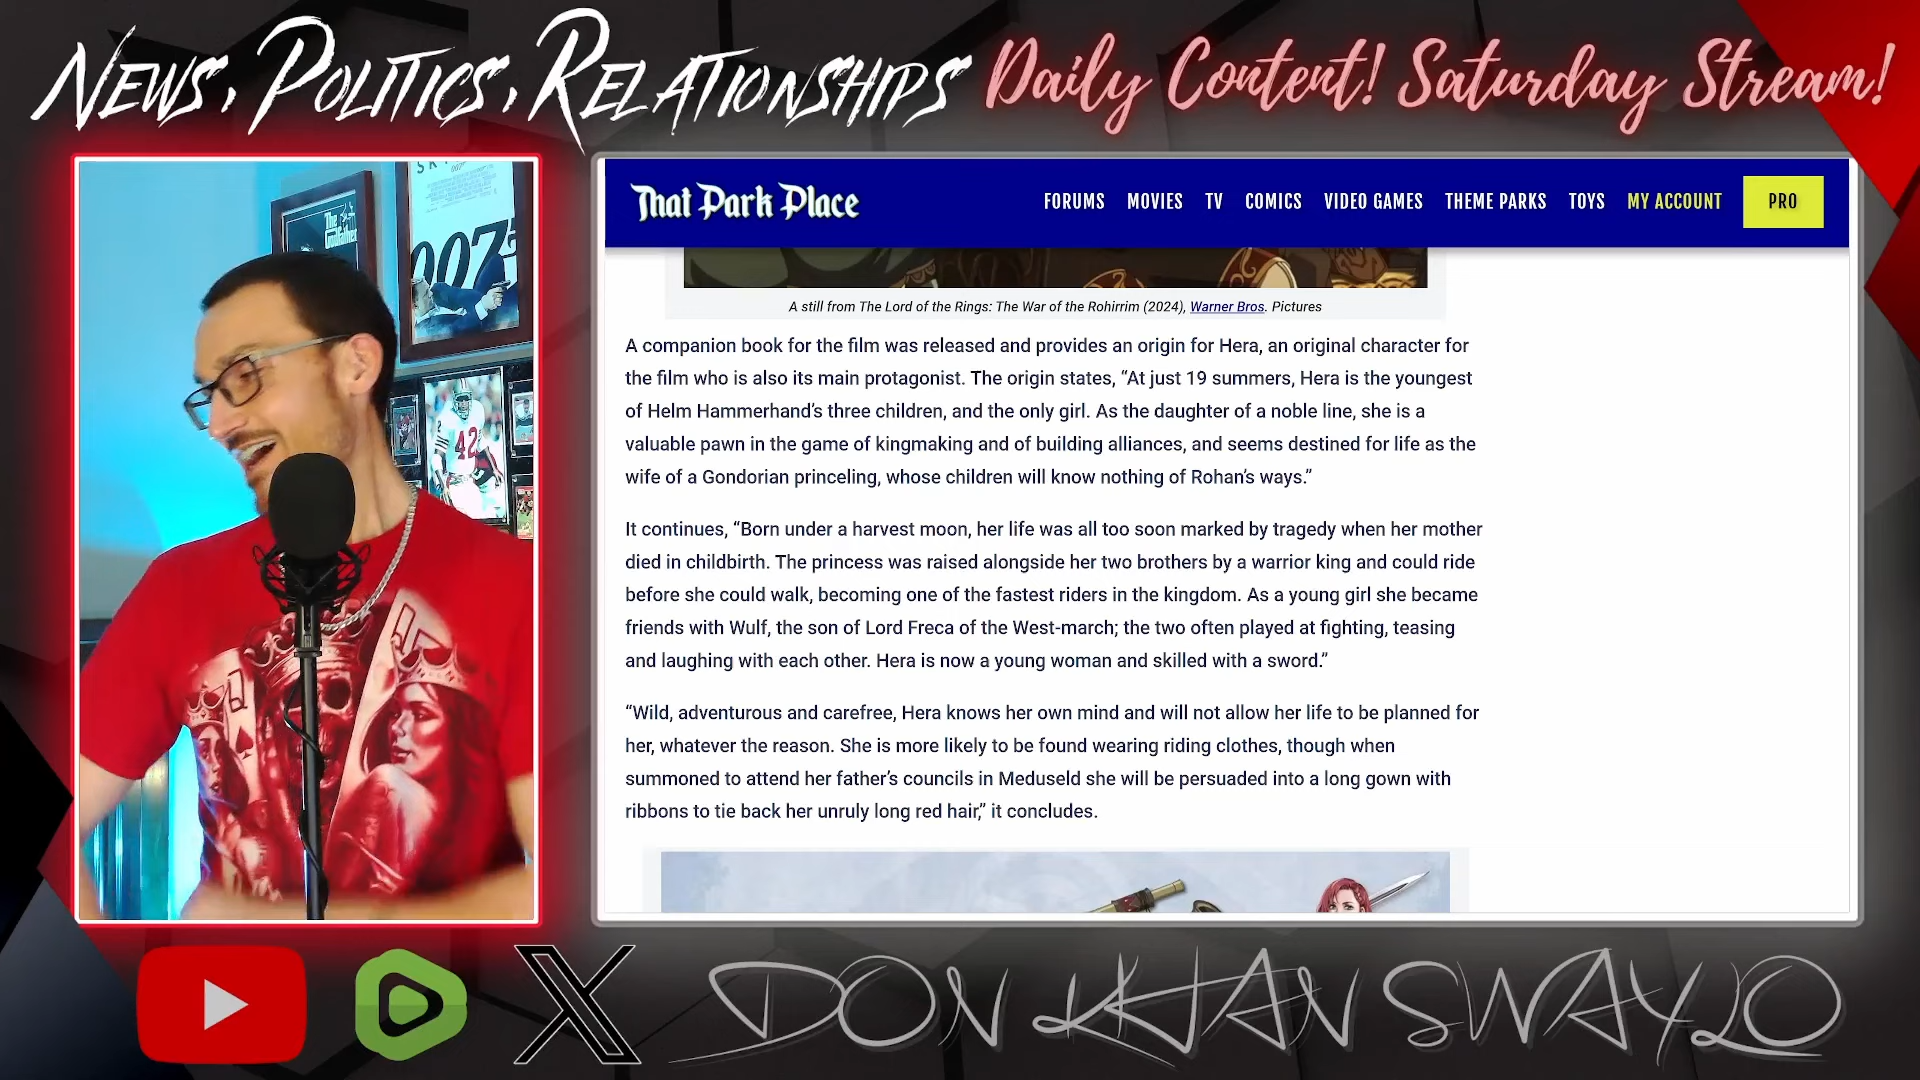 News, Politics, Relationships
Daily Content! Saturday Stream!
The
Godfather
007
42
Q
That Park Place
FORUMS MOVIES TV COMICS VIDEO GAMES THEME PARKS TOYS MY ACCOUNT PRO
A still from The Lord of the Rings: The War of the Rohirrim (2024), Warner Bros. Pictures
A companion book for the film was released and provides an origin for Hera, an original character for
the film who is also its main protagonist. The origin states, “At just 19 summers, Hera is the youngest
of Helm Hammerhand’s three children, and the only girl. As the daughter of a noble line, she is a
valuable pawn in the game of kingmaking and of building alliances, and seems destined for life as the
wife of a Gondorian princeling, whose children will know nothing of Rohan’s ways.”
It continues, “Born under a harvest moon, her life was all too soon marked by tragedy when her mother
died in childbirth. The princess was raised alongside her two brothers by a warrior king and could ride
before she could walk, becoming one of the fastest riders in the kingdom. As a young girl she became
friends with Wulf, the son of Lord Freca of the West-march; the two often played at fighting, teasing
and laughing with each other. Hera is now a young woman and skilled with a sword.”
“Wild, adventurous and carefree, Hera knows her own mind and will not allow her life to be planned for
her, whatever the reason. She is more likely to be found wearing riding clothes, though when
summoned to attend her father’s councils in Meduseld she will be persuaded into a long gown with
ribbons to tie back her unruly long red hair,” it concludes.
DON KHAN SWAYLO